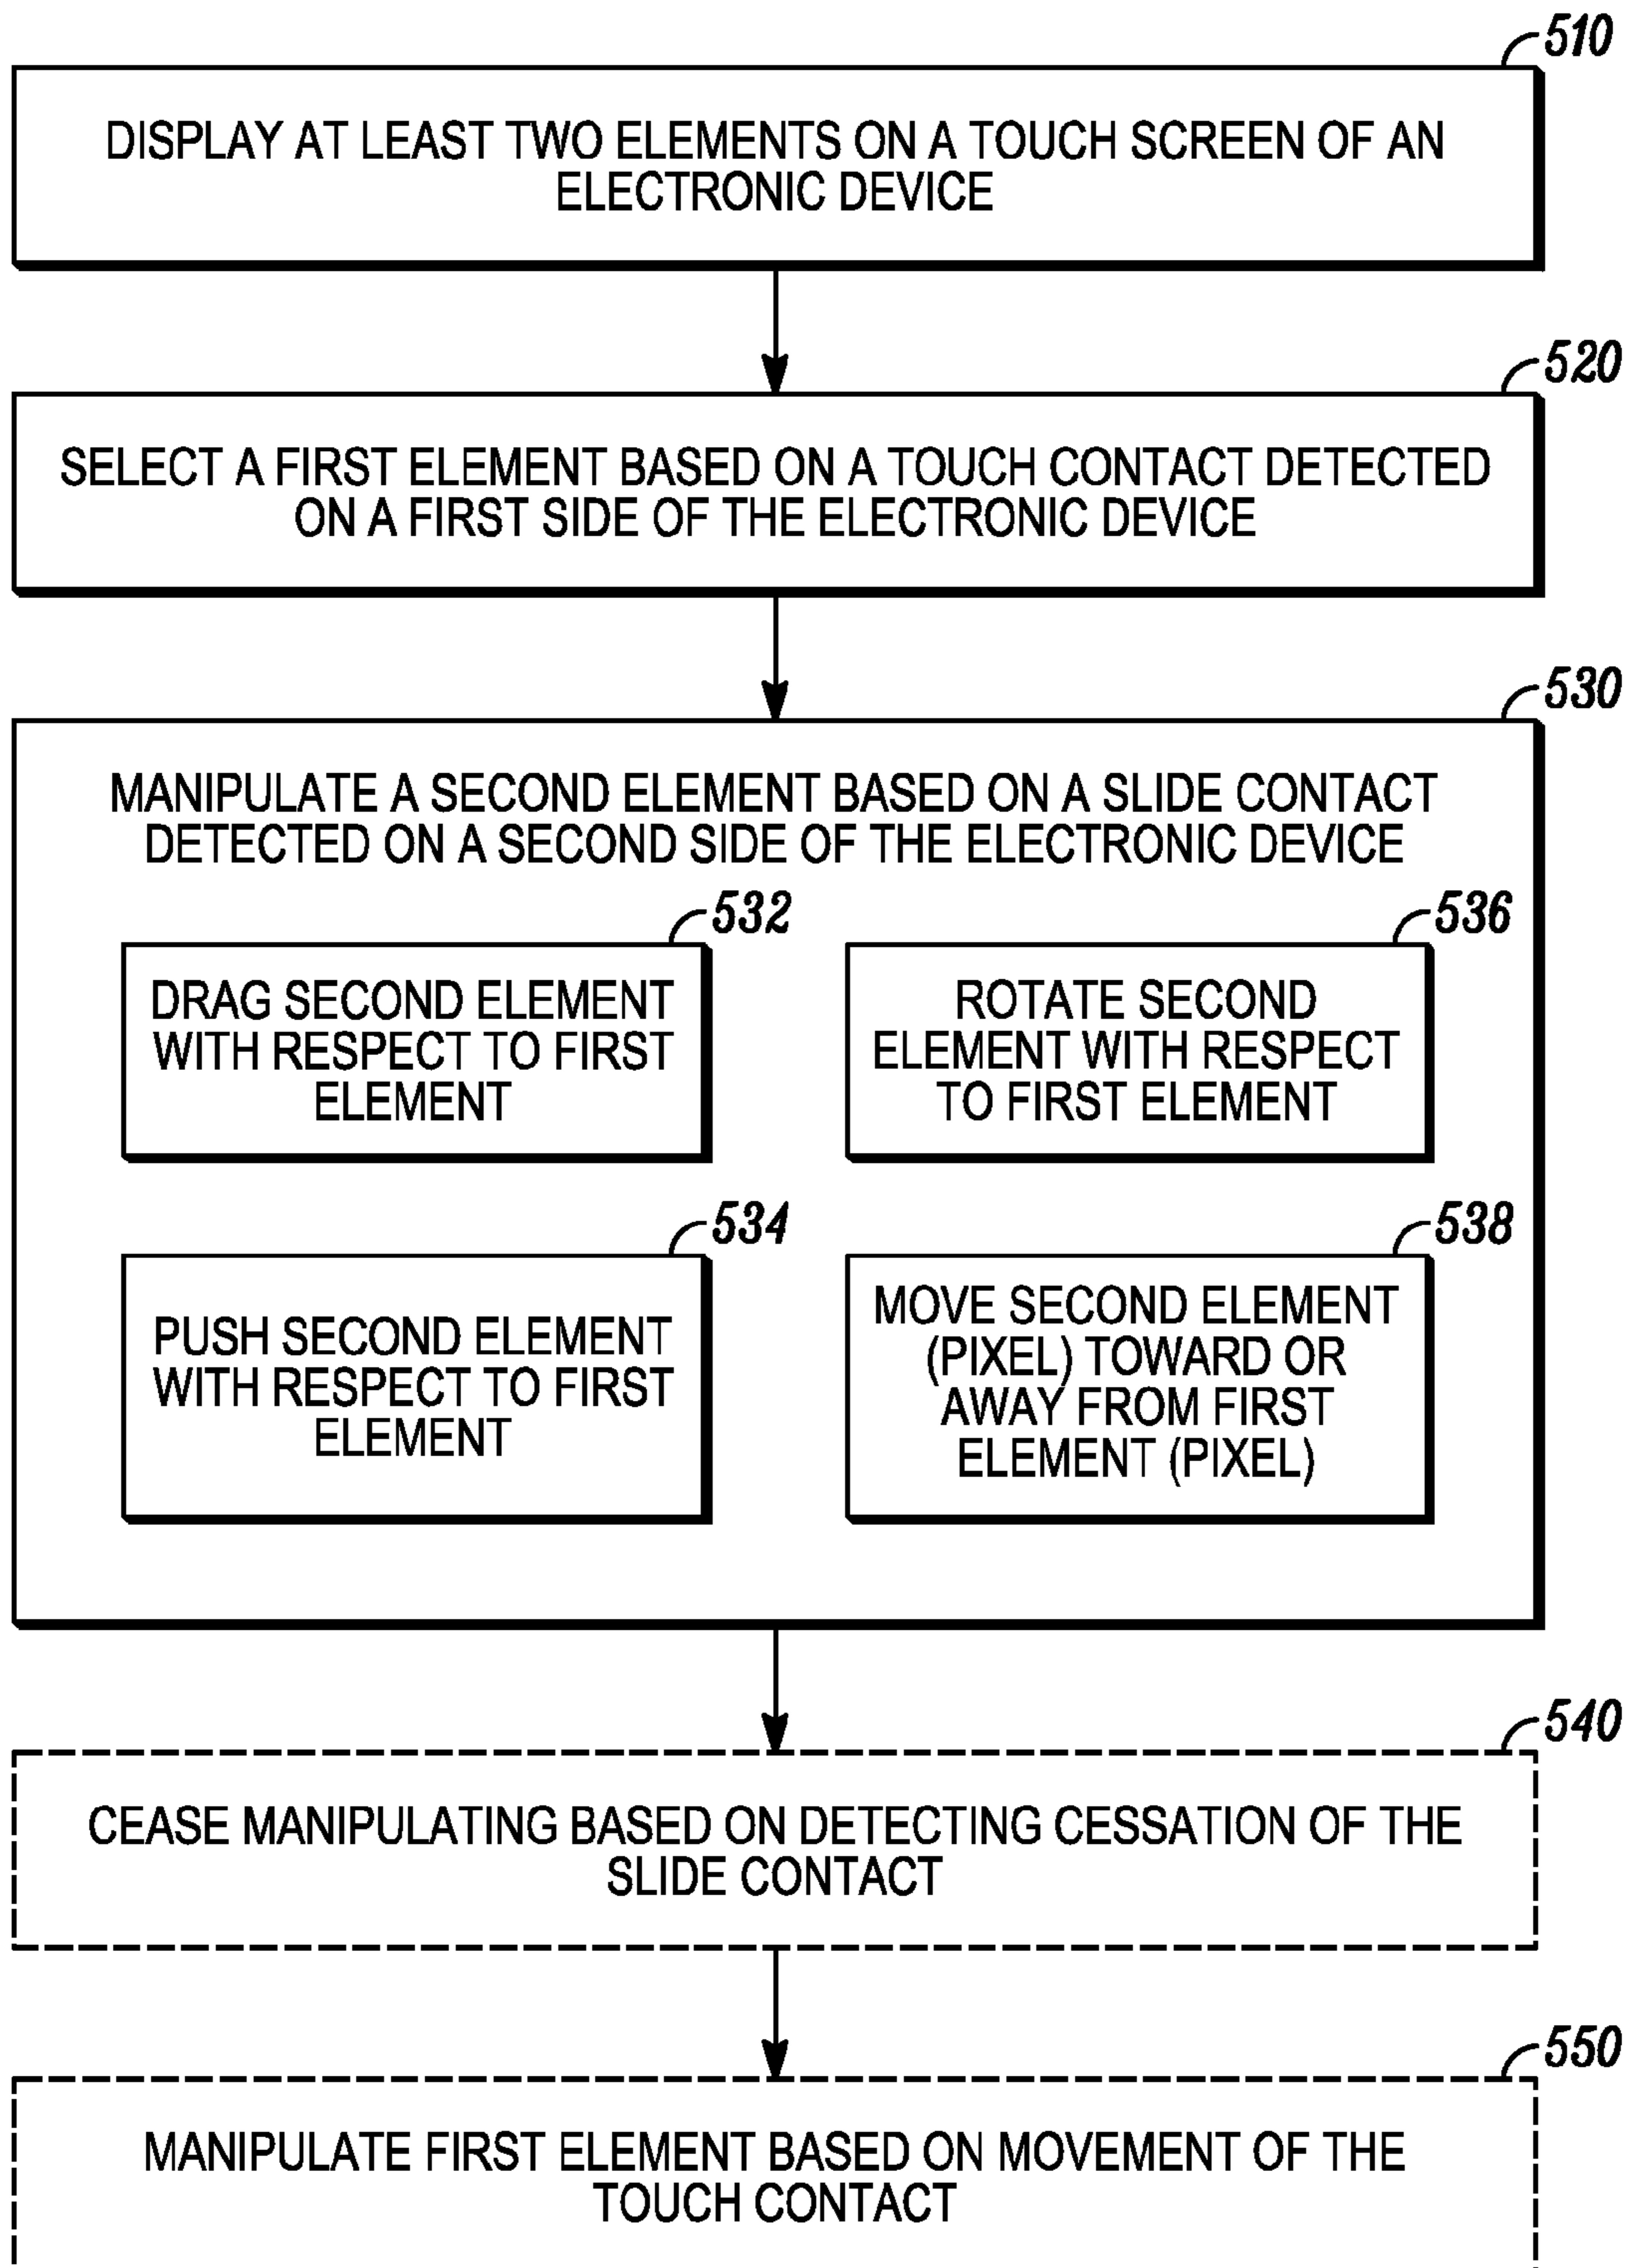 510
DISPLAY AT LEAST TWO ELEMENTS ON A TOUCH SCREEN OF AN
ELECTRONIC DEVICE
520
SELECT A FIRST ELEMENT BASED ON A TOUCH CONTACT DETECTED
ON A FIRST SIDE OF THE ELECTRONIC DEVICE
530
MANIPULATE A SECOND ELEMENT BASED ON A SLIDE CONTACT
DETECTED ON A SECOND SIDE OF THE ELECTRONIC DEVICE
532
DRAG SECOND ELEMENT
WITH RESPECT TO FIRST
ELEMENT
536
ROTATE SECOND
ELEMENT WITH RESPECT
TO FIRST ELEMENT
534
PUSH SECOND ELEMENT
WITH RESPECT TO FIRST
ELEMENT
538
MOVE SECOND ELEMENT
(PIXEL) TOWARD OR
AWAY FROM FIRST
ELEMENT (PIXEL)
540
CEASE MANIPULATING BASED ON DETECTING CESSATION OF THE
SLIDE CONTACT
550
MANIPULATE FIRST ELEMENT BASED ON MOVEMENT OF THE
TOUCH CONTACT